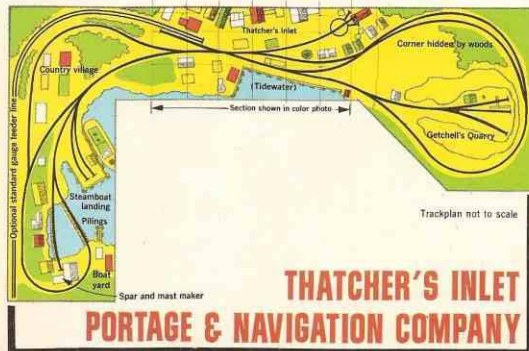 Thatcher's Inlet
Corner hidden by woods
Country village
(Tidewater)
Section shown in color photo
Getchell's Quarry
Optional standard gauge feeder line
Steamboat
landing
Pilings
Trackplan not to scale
Boat
yard
Spar and mast maker
THATCHER'S INLET
PORTAGE & NAVIGATION COMPANY